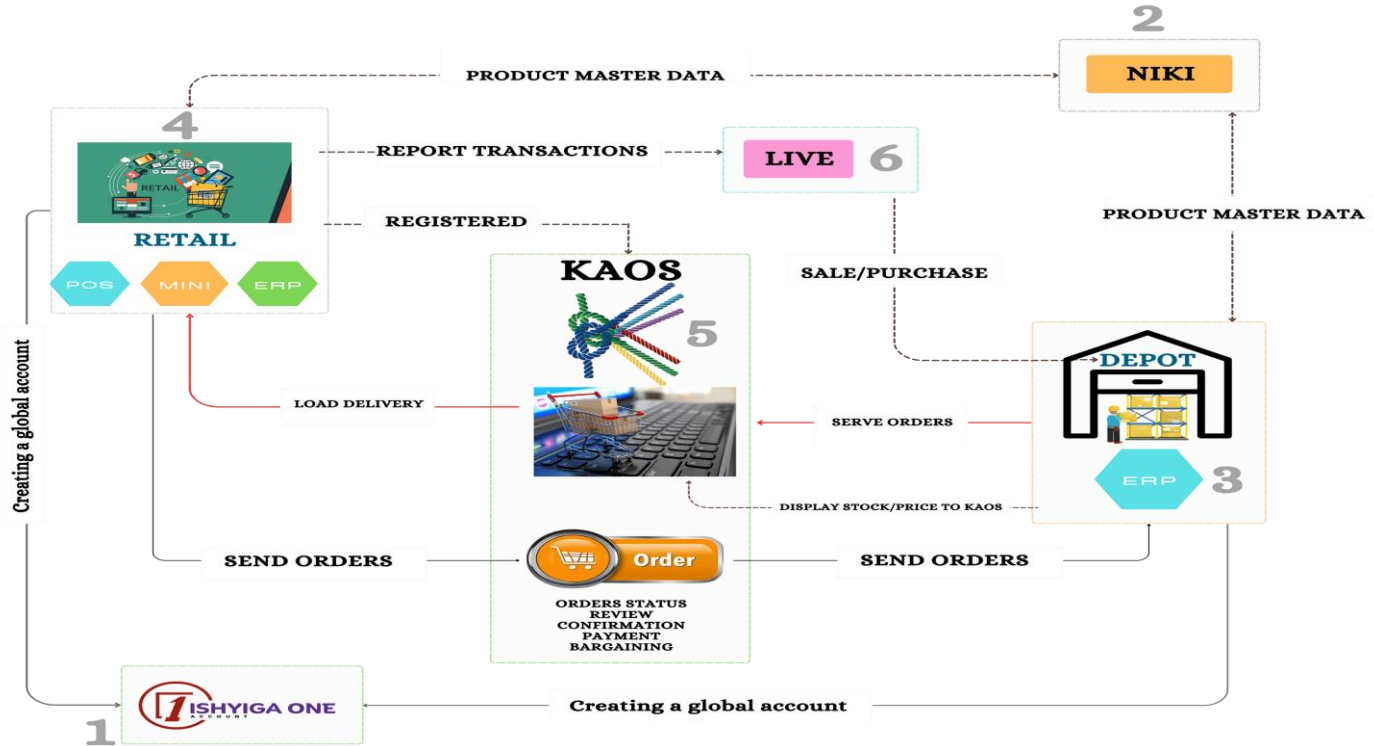 2
NIKI
PRODUCT MASTER DATA
4
RETAIL
REPORT TRANSACTIONS
LIVE
6
PRODUCT MASTER DATA
REGISTERED
RETAIL
POS
MINI
ERP
KAOS
5
SALE/PURCHASE
DEPOT
Creating a global account
LOAD DELIVERY
SERVE ORDERS
ERP
3
DISPLAY STOCK/PRICE TO KAOS
SEND ORDERS
Order
SEND ORDERS
ORDERS STATUS
REVIEW
CONFIRMATION
PAYMENT
BARGAINING
1
1
ISHYIGA ONE
ACCOUNT
Creating a global account